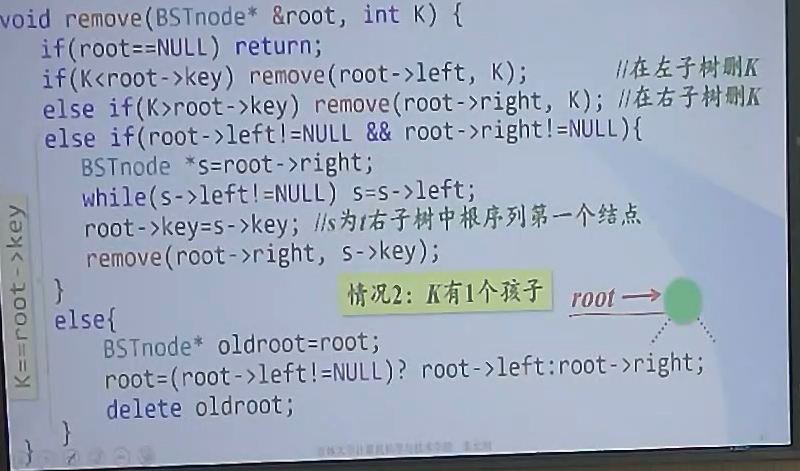 void remove(BSTnode* &root, int K) {
if(root==NULL) return;
if(K<root->key) remove(root->left, K); //在左子树删K
else if(K>root->key) remove(root->right, K); //在右子树删K
else if(root->left!=NULL && root->right!=NULL){
BSTnode *s=root->right;
while(s->left!=NULL) s=s->left;
root->key=s->key; //s为t右子树中根序列第一个结点
remove(root->right, s->key);
}
K==root->key
情况2: K有1个孩子
root
else{
BSTnode* oldroot=root;
root=(root->left!=NULL)? root->left:root->right;
delete oldroot;
}
}